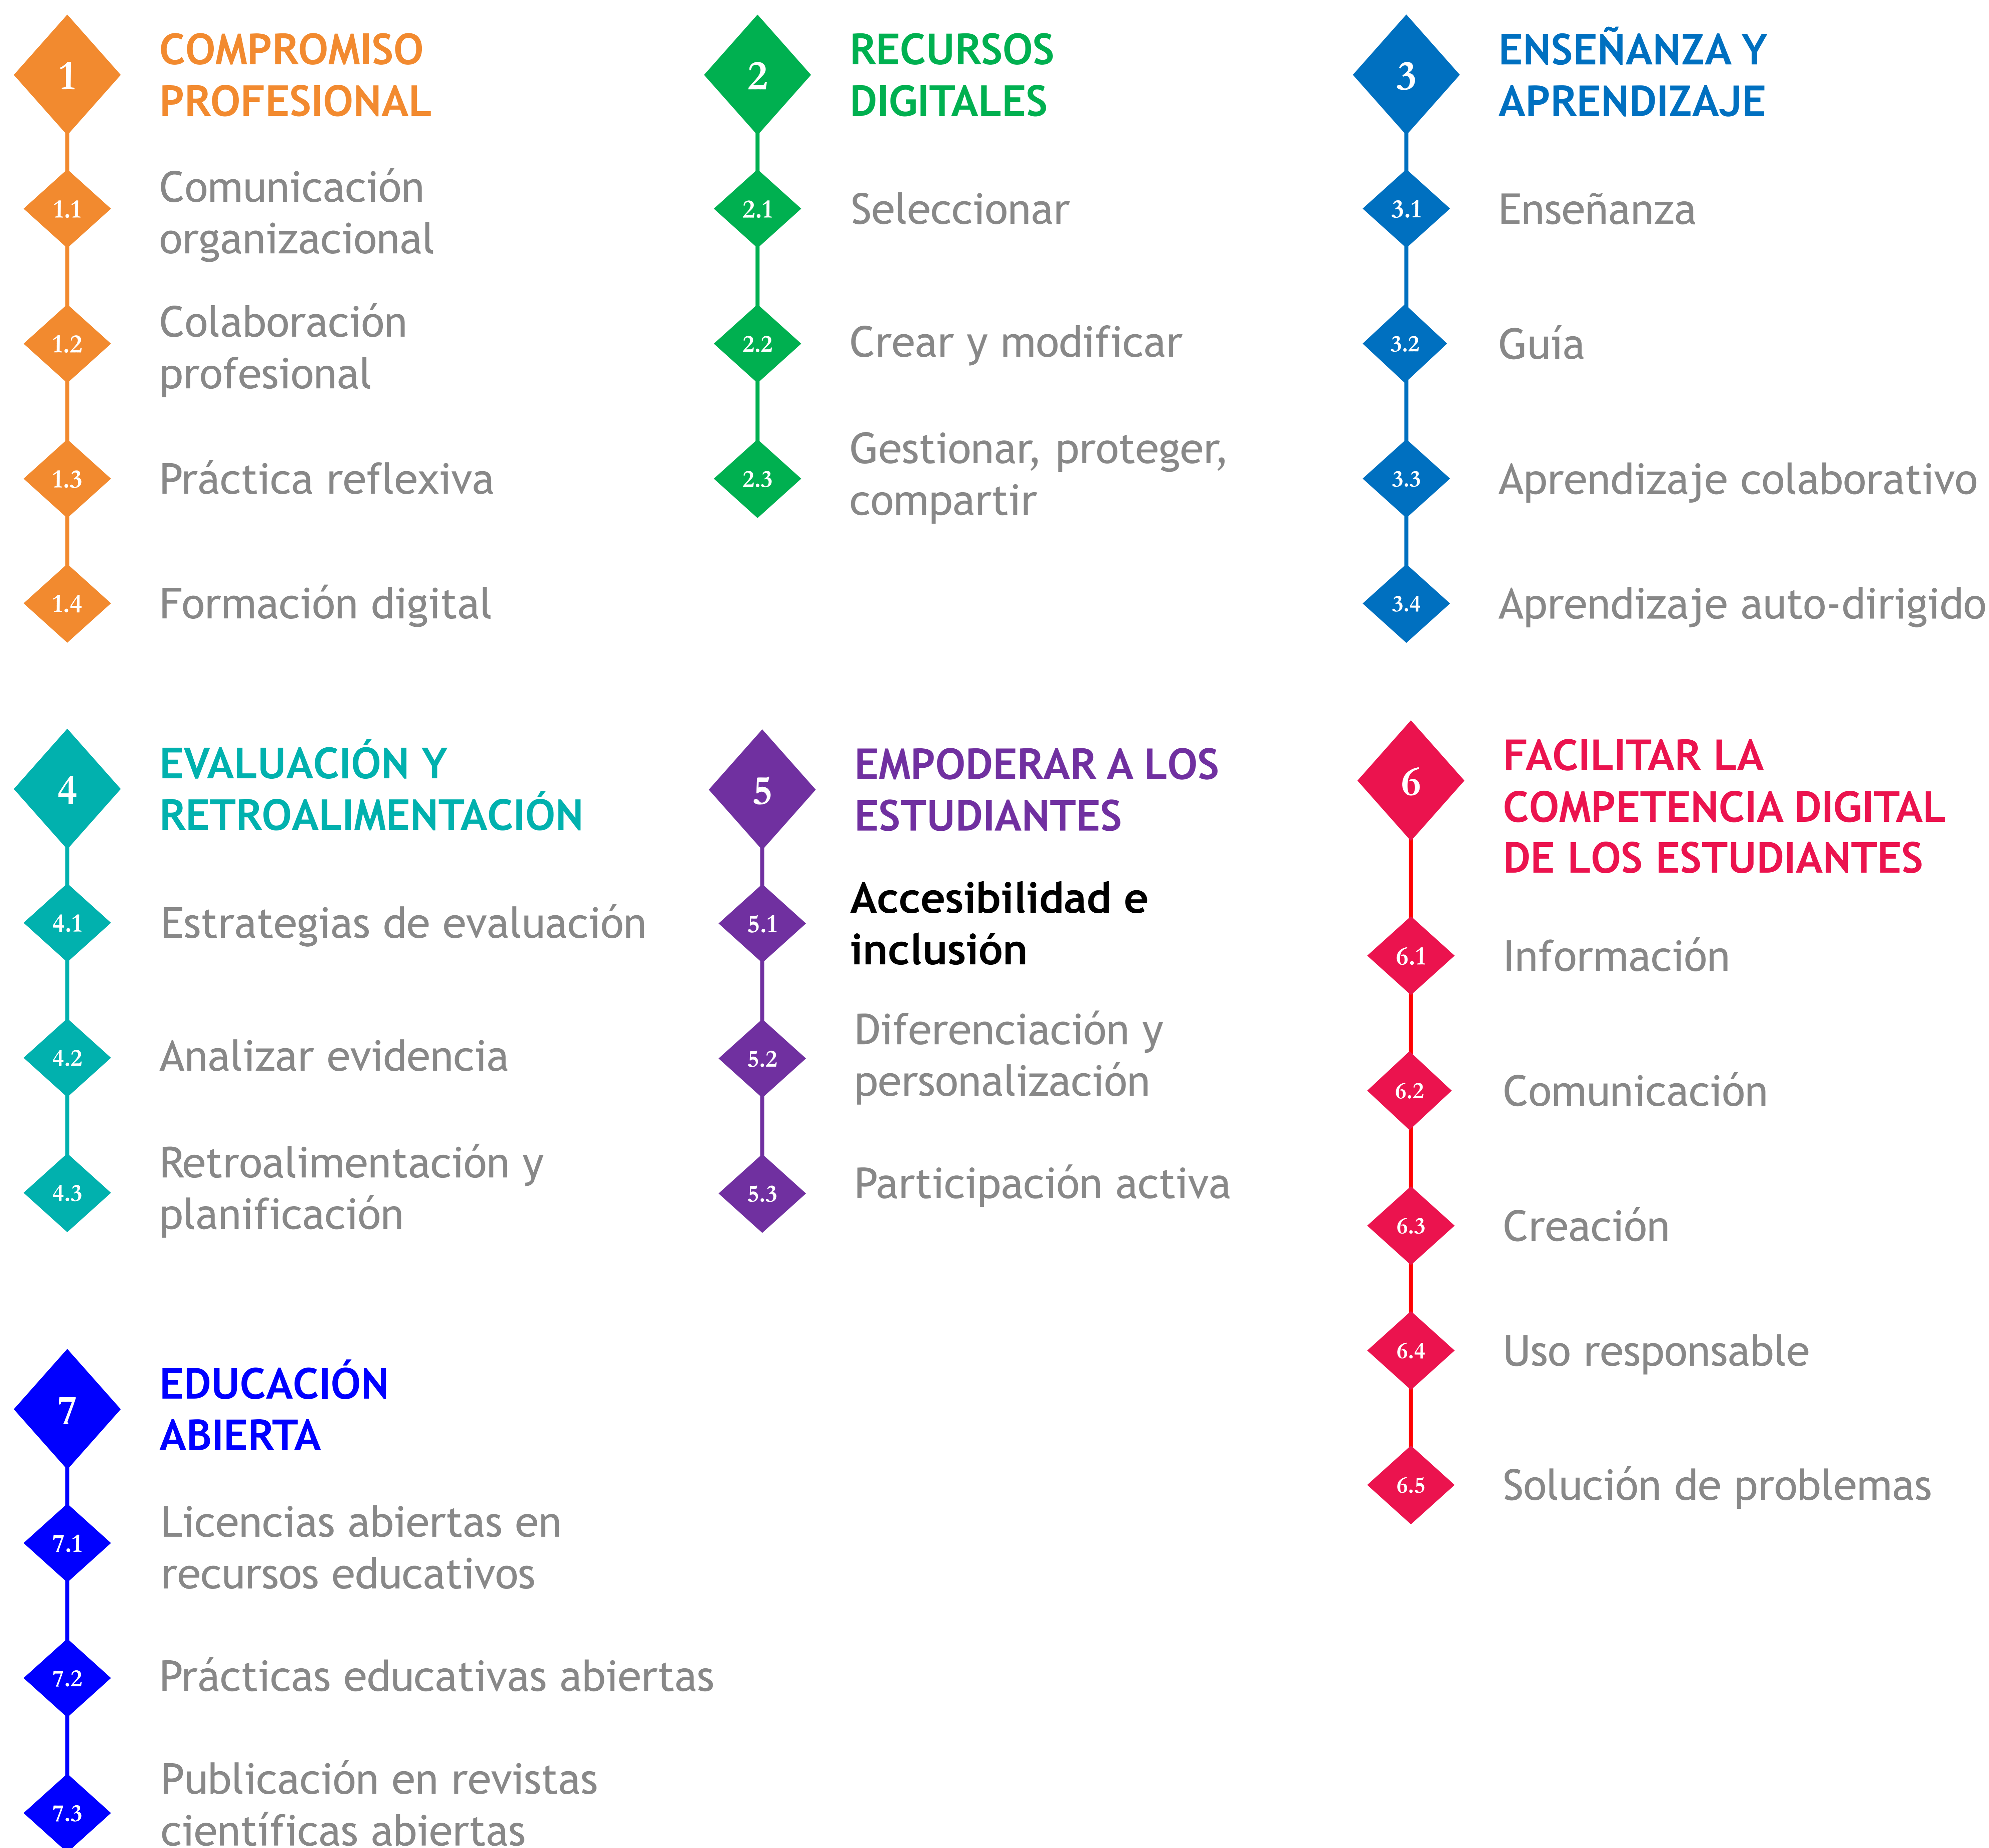 1
COMPROMISO
PROFESIONAL
1.1
Comunicación
organizacional
1.2
Colaboración
profesional
1.3
Práctica reflexiva
1.4
Formación digital
2
RECURSOS
DIGITALES
2.1
Seleccionar
2.2
Crear y modificar
2.3
Gestionar, proteger,
compartir
3
ENSEÑANZA Y
APRENDIZAJE
3.1
Enseñanza
3.2
Guía
3.3
Aprendizaje colaborativo
3.4
Aprendizaje auto-dirigido
4
EVALUACIÓN Y
RETROALIMENTACIÓN
4.1
Estrategias de evaluación
4.2
Analizar evidencia
4.3
Retroalimentación y
planificación
5
EMPODERAR A LOS
ESTUDIANTES
5.1
Accesibilidad e
inclusión
5.2
Diferenciación y
personalización
5.3
Participación activa
6
FACILITAR LA
COMPETENCIA DIGITAL
DE LOS ESTUDIANTES
6.1
Información
6.2
Comunicación
6.3
Creación
6.4
Uso responsable
6.5
Solución de problemas
7
EDUCACIÓN
ABIERTA
7.1
Licencias abiertas en
recursos educativos
7.2
Prácticas educativas abiertas
7.3
Publicación en revistas
científicas abiertas